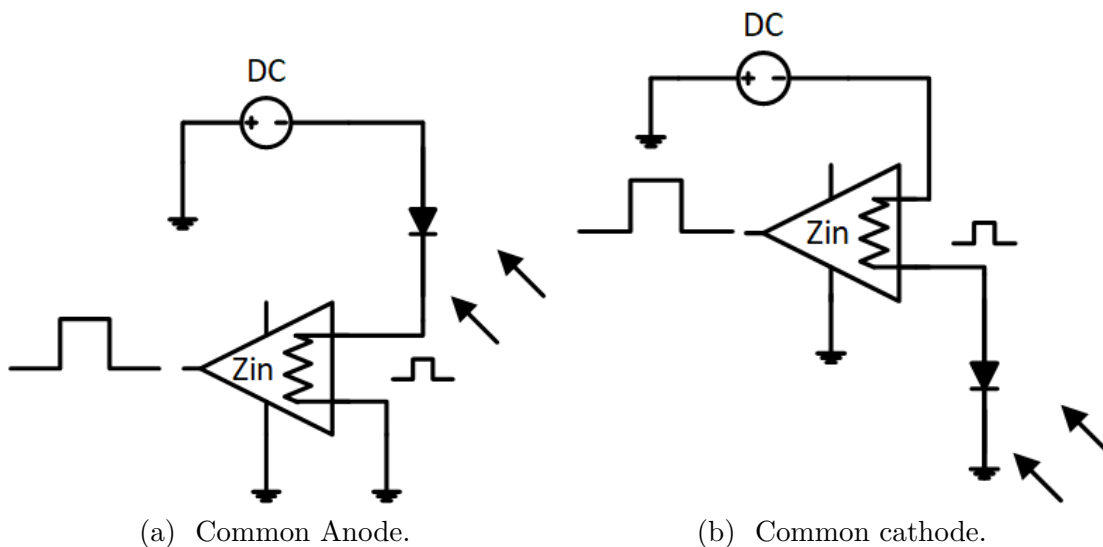 DC
+ -
Zin
(a) Common Anode.
DC
+ -
Zin
(b) Common cathode.